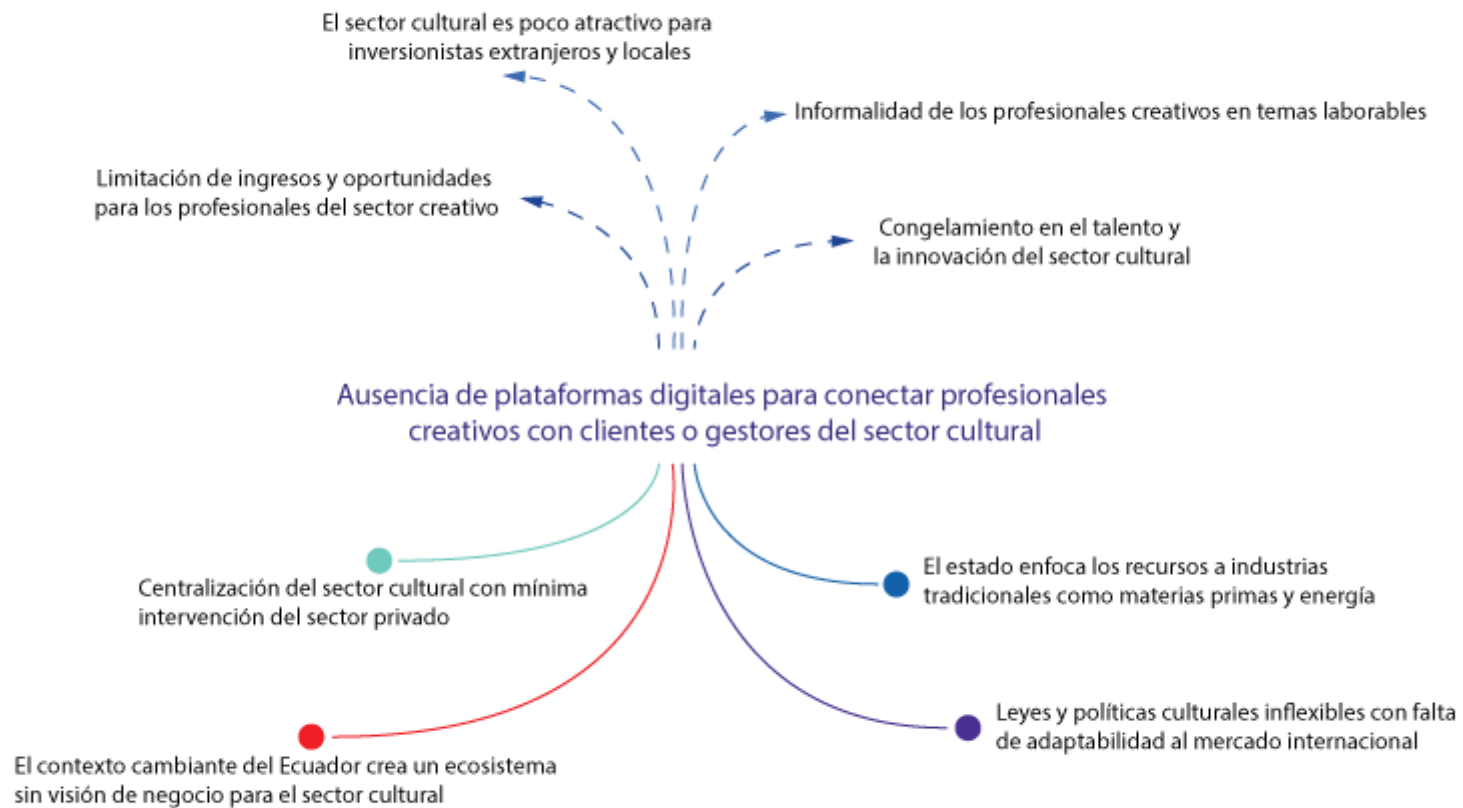 El sector cultural es poco atractivo para
inversionistas extranjeros y locales
Informalidad de los profesionales creativos en temas laborables
Limitación de ingresos y oportunidades
para los profesionales del sector creativo
Congelamiento en el talento y
la innovación del sector cultural
Ausencia de plataformas digitales para conectar profesionales
creativos con clientes o gestores del sector cultural
Centralización del sector cultural con mínima
intervención del sector privado
El estado enfoca los recursos a industrias
tradicionales como materias primas y energía
El contexto cambiante del Ecuador crea un ecosistema
sin visión de negocio para el sector cultural
Leyes y políticas culturales inflexibles con falta
de adaptabilidad al mercado internacional